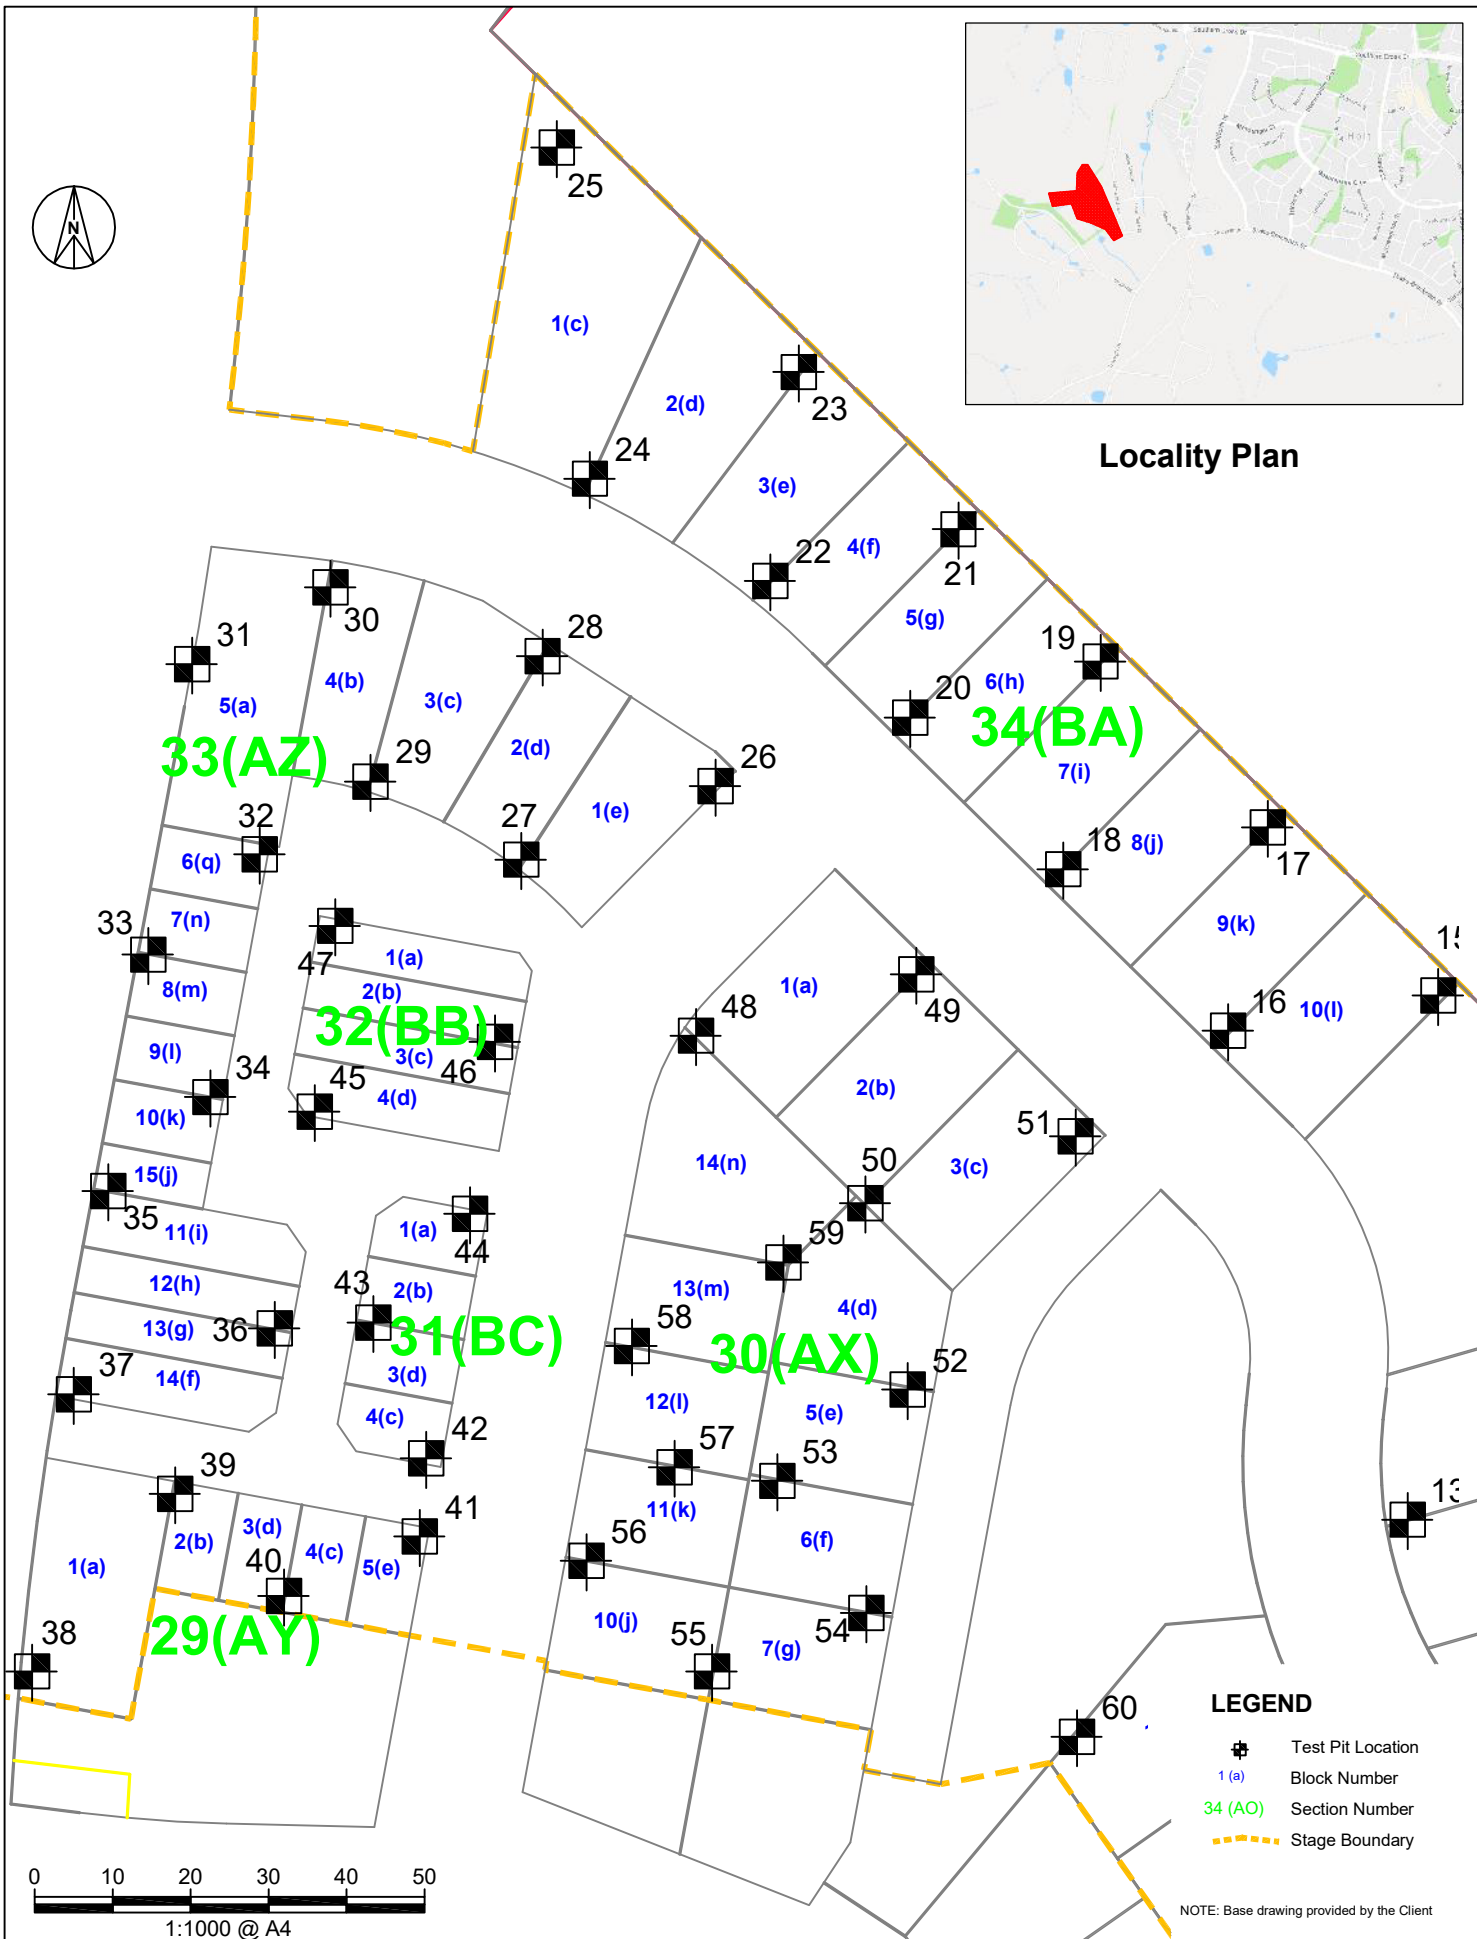 N
25
1(c)
2(d)
23
24
3(e)
Locality Plan
22
4(f)
21
5(g)
19
6(h)
20
34(BA)
7(i)
18
8(j)
17
9(k)
16
10(l)
31
30
28
4(b)
3(c)
5(a)
33(AZ)
2(d)
29
26
1(e)
27
32
6(q)
7(n)
33
8(m)
47
1(a)
2(b)
32(BB)
3(c)
46
9(l)
34
45
4(d)
10(k)
15(j)
35
11(i)
12(h)
13(g)
36
14(f)
37
1(a)
44
43
2(b)
31(BC)
3(d)
4(c)
42
48
1(a)
49
2(b)
51
3(c)
14(n)
50
59
13(m)
4(d)
58
30(AX)
52
12(l)
5(e)
57
53
11(k)
56
6(f)
10(j)
54
55
7(g)
39
41
2(b)
3(d)
4(c)
40
5(e)
1(a)
29(AY)
38
13
60
LEGEND
Test Pit Location
1 (a) Block Number
34 (AO) Section Number
Stage Boundary
NOTE: Base drawing provided by the Client
0 10 20 30 40 50
1:1000 @ A4